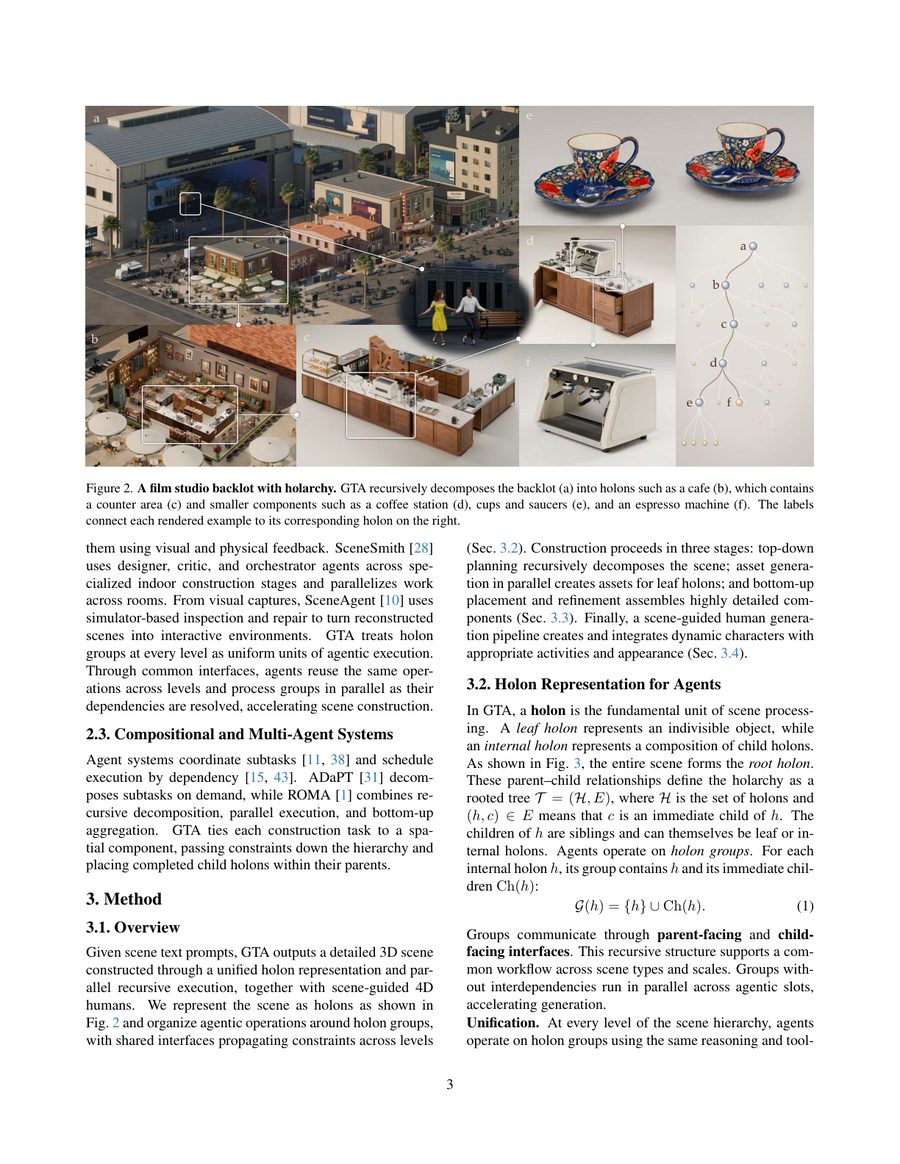 a
e
MEMORY ORBIT
d
a
b
c
d
e
f
b
c
f
Figure 2. A film studio backlot with holarchy. GTA recursively decomposes the backlot (a) into holons such as a cafe (b), which contains
a counter area (c) and smaller components such as a coffee station (d), cups and saucers (e), and an espresso machine (f). The labels
connect each rendered example to its corresponding holon on the right.
them using visual and physical feedback. SceneSmith [28]
uses designer, critic, and orchestrator agents across spe-
cialized indoor construction stages and parallelizes work
across rooms. From visual captures, SceneAgent [10] uses
simulator-based inspection and repair to turn reconstructed
scenes into interactive environments. GTA treats holon
groups at every level as uniform units of agentic execution.
Through common interfaces, agents reuse the same oper-
ations across levels and process groups in parallel as their
dependencies are resolved, accelerating scene construction.
2.3. Compositional and Multi-Agent Systems
Agent systems coordinate subtasks [11, 38] and schedule
execution by dependency [15, 43]. ADaPT [31] decom-
poses subtasks on demand, while ROMA [1] combines re-
cursive decomposition, parallel execution, and bottom-up
aggregation. GTA ties each construction task to a spa-
tial component, passing constraints down the hierarchy and
placing completed child holons within their parents.
3. Method
3.1. Overview
Given scene text prompts, GTA outputs a detailed 3D scene
constructed through a unified holon representation and par-
allel recursive execution, together with scene-guided 4D
humans. We represent the scene as holons as shown in
Fig. 2 and organize agentic operations around holon groups,
with shared interfaces propagating constraints across levels
(Sec. 3.2). Construction proceeds in three stages: top-down
planning recursively decomposes the scene; asset genera-
tion in parallel creates assets for leaf holons; and bottom-up
placement and refinement assembles highly detailed com-
ponents (Sec. 3.3). Finally, a scene-guided human genera-
tion pipeline creates and integrates dynamic characters with
appropriate activities and appearance (Sec. 3.4).
3.2. Holon Representation for Agents
In GTA, a holon is the fundamental unit of scene process-
ing. A leaf holon represents an indivisible object, while
an internal holon represents a composition of child holons.
As shown in Fig. 3, the entire scene forms the root holon.
These parent–child relationships define the holarchy as a
rooted tree 𝒯 = (ℋ, E), where ℋ is the set of holons and
(h, c) ∈ E means that c is an immediate child of h. The
children of h are siblings and can themselves be leaf or in-
ternal holons. Agents operate on holon groups. For each
internal holon h, its group contains h and its immediate chil-
dren Ch(h):
𝒢(h) = {h} ∪ Ch(h). (1)
Groups communicate through parent-facing and child-
facing interfaces. This recursive structure supports a com-
mon workflow across scene types and scales. Groups with-
out interdependencies run in parallel across agentic slots,
accelerating generation.
Unification. At every level of the scene hierarchy, agents
operate on holon groups using the same reasoning and tool-
3